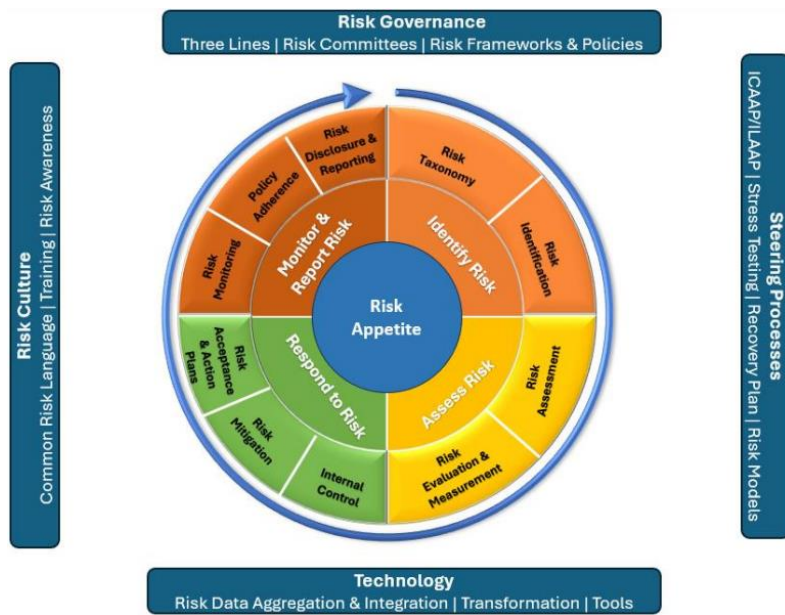 Risk Governance
Three Lines | Risk Committees | Risk Frameworks & Policies
Risk Culture
Common Risk Language | Training | Risk Awareness
Steering Processes
ICAAP/ILAAP | Stress Testing | Recovery Plan | Risk Models
Risk
Disclosure &
Reporting
Risk
Taxonomy
Policy
Adherence
Risk
Identification
Risk
Monitoring
Monitor &
Report Risk
Identify Risk
Risk
Appetite
Respond to Risk
Assess Risk
Risk
Acceptance
& Action
Plans
Risk
Assessment
Risk
Mitigation
Internal
Control
Risk
Evaluation &
Measurement
Technology
Risk Data Aggregation & Integration | Transformation | Tools